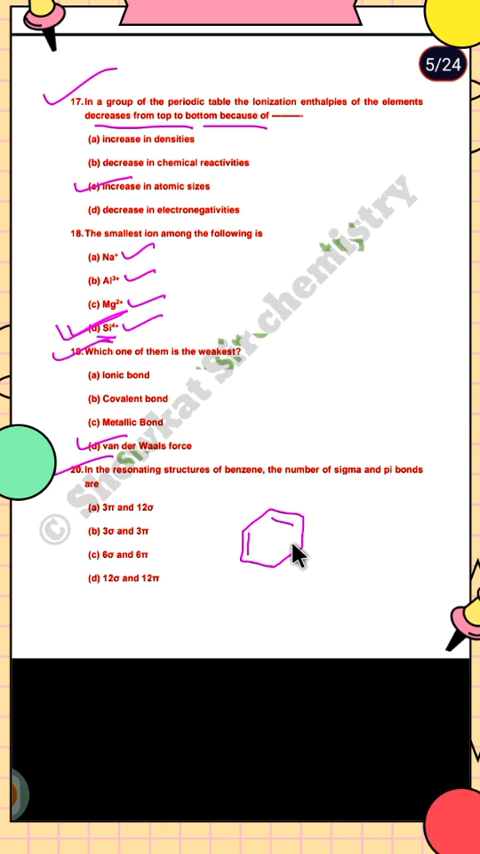 5/24
17. In a group of the periodic table the Ionization enthalpies of the elements
decreases from top to bottom because of ———
(a) increase in densities
(b) decrease in chemical reactivities
(c) increase in atomic sizes
(d) decrease in electronegativities
18. The smallest ion among the following is
(a) Na⁺
(b) Al³⁺
(c) Mg²⁺
(d) Si⁴⁺
19. Which one of them is the weakest?
(a) Ionic bond
(b) Covalent bond
(c) Metallic Bond
(d) van der Waals force
20. In the resonating structures of benzene, the number of sigma and pi bonds
are
(a) 3π and 12σ
(b) 3σ and 3π
(c) 6σ and 6π
(d) 12σ and 12π
© Showkat Sir chemistry